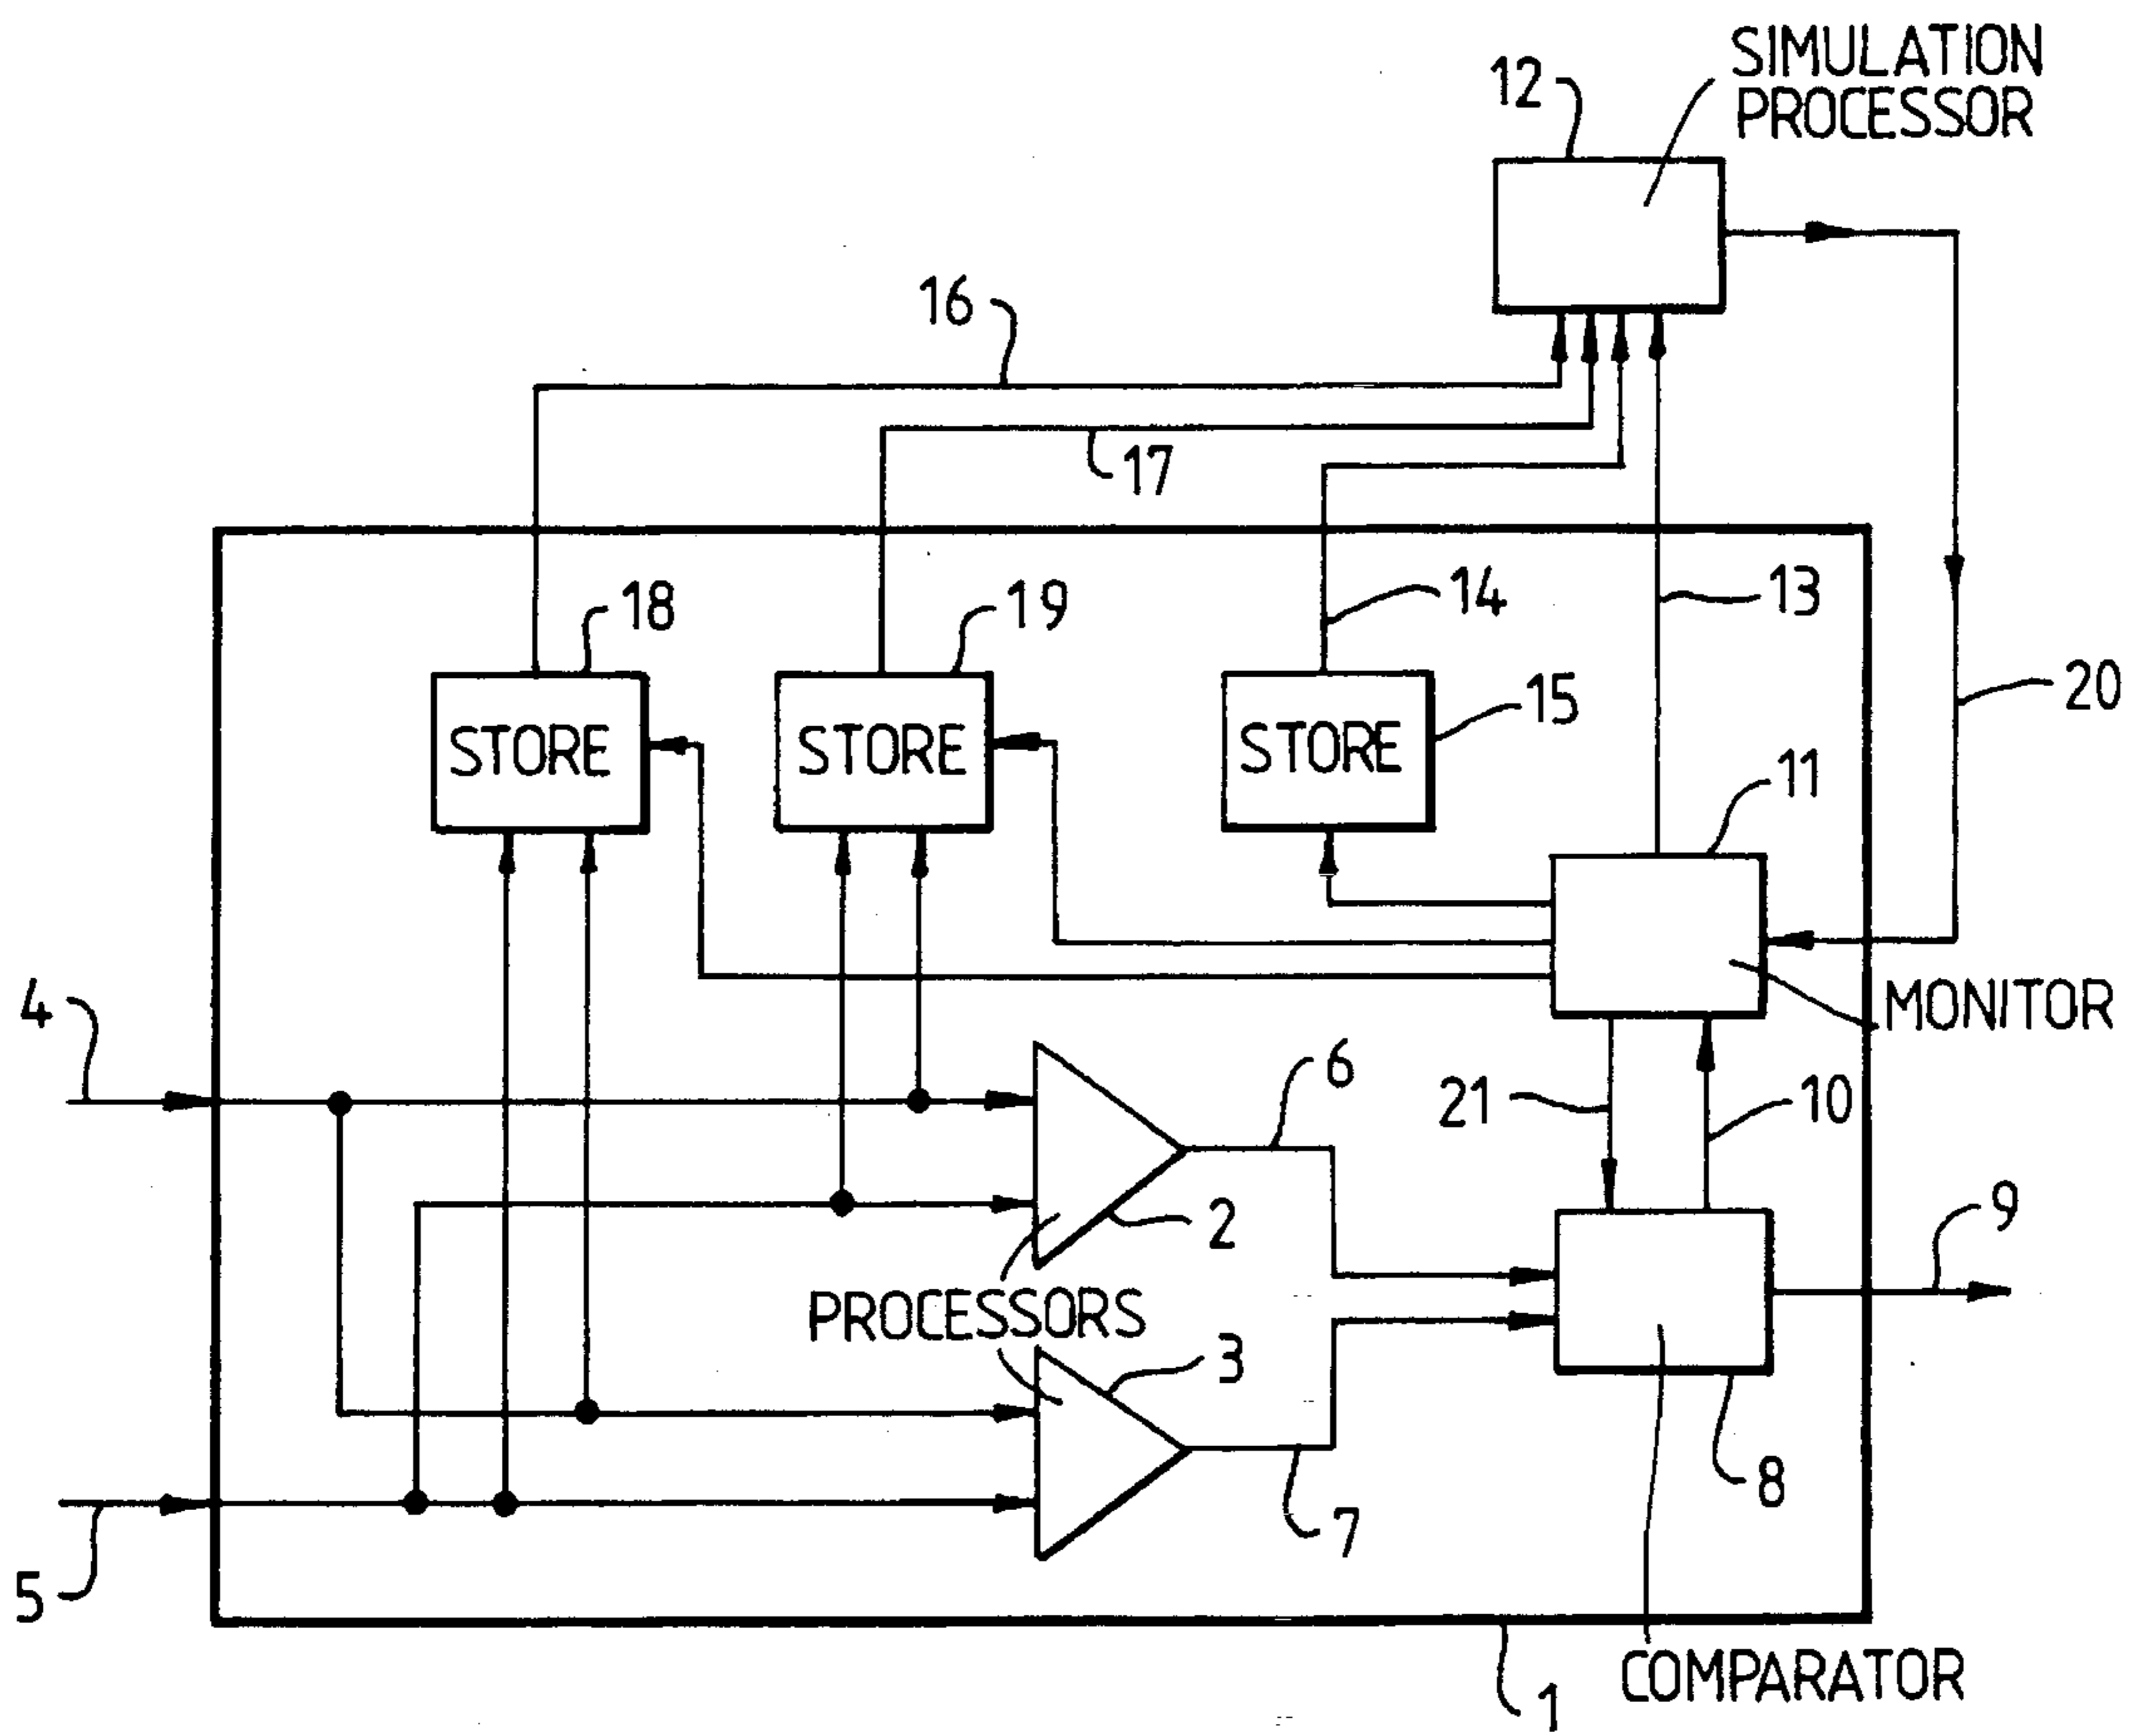 SIMULATION
PROCESSOR
12
16
17
18
19
14
13
STORE
STORE
STORE
15
20
11
MONITOR
4
6
21
10
2
9
PROCESSORS
3
8
7
5
COMPARATOR
1